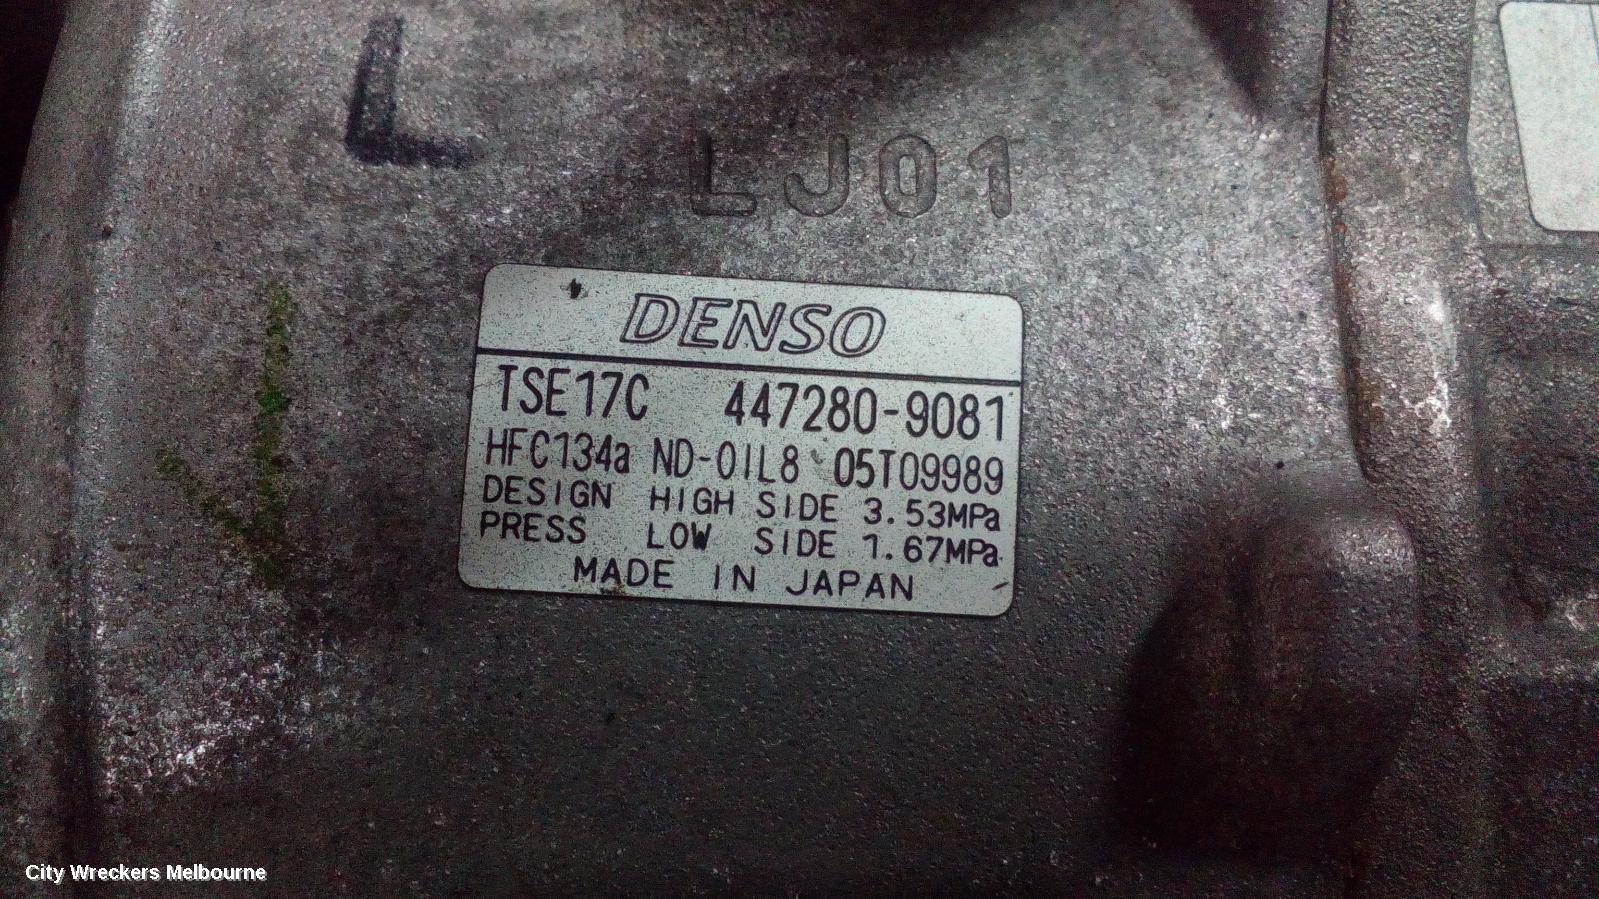 L
LJ01
DENSO
TSE17C 447280-9081
HFC134a ND-OIL8 05T09989
DESIGN HIGH SIDE 3.53MPa
PRESS LOW SIDE 1.67MPa
MADE IN JAPAN
City Wreckers Melbourne